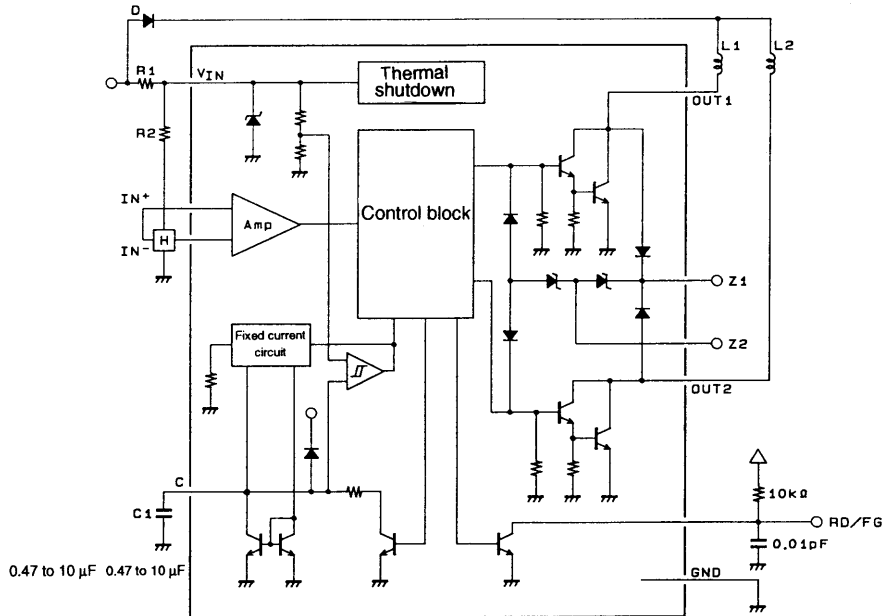 D
L1
L2
R1
VIN
Thermal
shutdown
OUT1
R2
IN+
Amp
Control block
IN-
H
Z1
Fixed current
circuit
Z2
OUT2
C
C1
10kΩ
RD/FG
0.01pF
0.47 to 10 µF 0.47 to 10 µF
GND